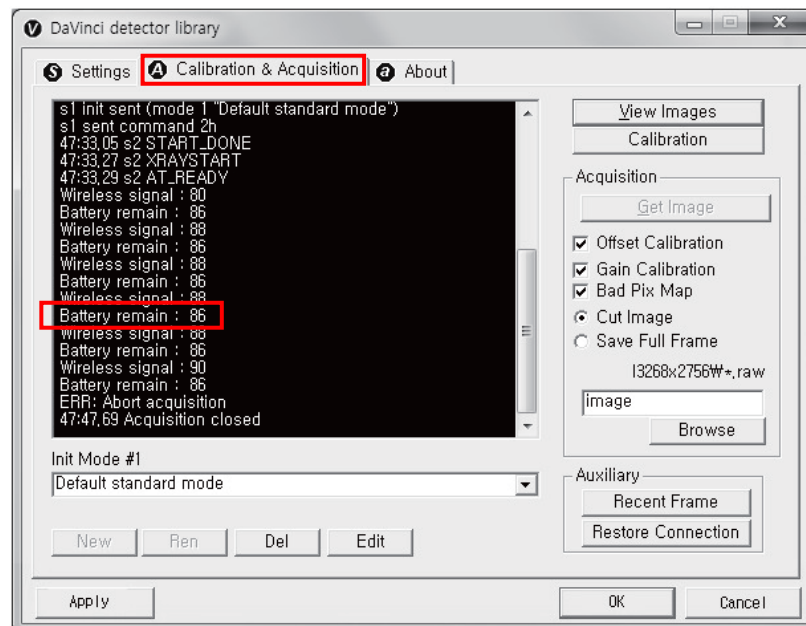 DaVinci detector library
Settings
Calibration & Acquisition
About
s1 init sent (mode 1 "Default standard mode")
s1 sent command 2h
47:33,05 s2 START_DONE
47:33,27 s2 XRAYSTART
47:33,29 s2 AT_READY
Wireless signal : 80
Battery remain : 86
Wireless signal : 88
Battery remain : 86
Wireless signal : 88
Battery remain : 86
Wireless signal : 88
Battery remain : 86
Wireless signal : 88
Battery remain : 86
Wireless signal : 90
Battery remain : 86
ERR: Abort acquisition
47:47,69 Acquisition closed
Init Mode #1
Default standard mode
New
Ren
Del
Edit
View Images
Calibration
Acquisition
Get Image
Offset Calibration
Gain Calibration
Bad Pix Map
Cut Image
Save Full Frame
I3268x2756₩*,raw
image
Browse
Auxiliary
Recent Frame
Restore Connection
Apply
OK
Cancel